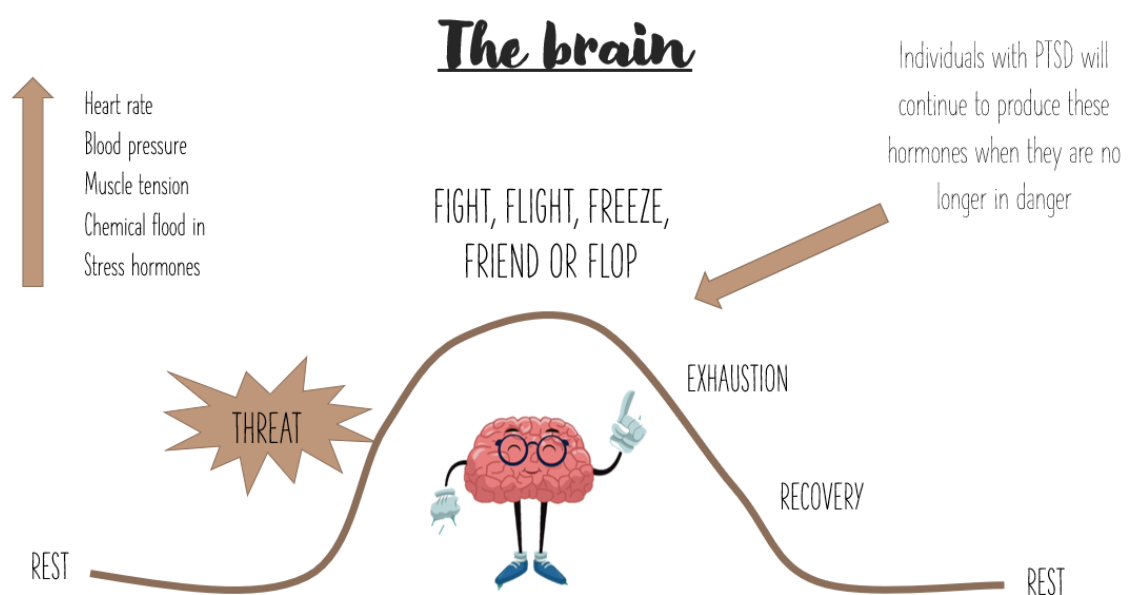 The brain
Heart rate
Blood pressure
Muscle tension
Chemical flood in
Stress hormones
Individuals with PTSD will
continue to produce these
hormones when they are no
longer in danger
FIGHT, FLIGHT, FREEZE,
FRIEND OR FLOP
THREAT
EXHAUSTION
RECOVERY
REST
REST